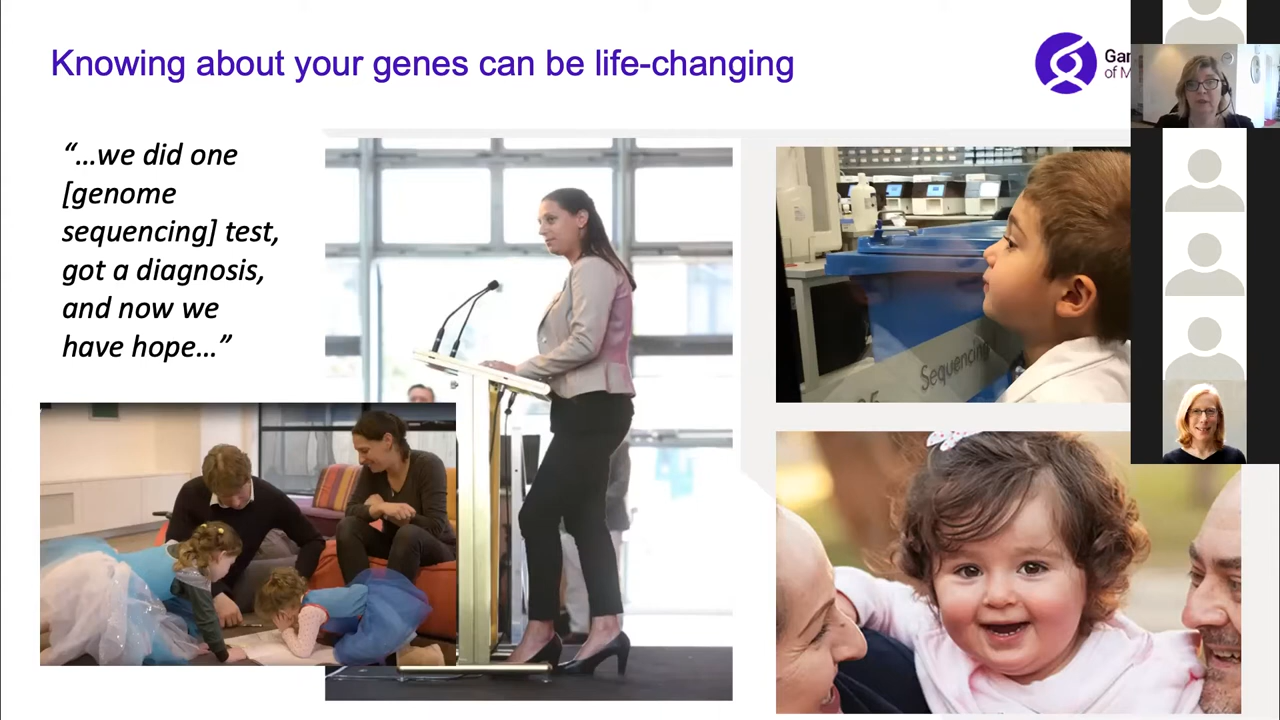 Knowing about your genes can be life-changing
“…we did one
[genome
sequencing] test,
got a diagnosis,
and now we
have hope…”
Sequencing